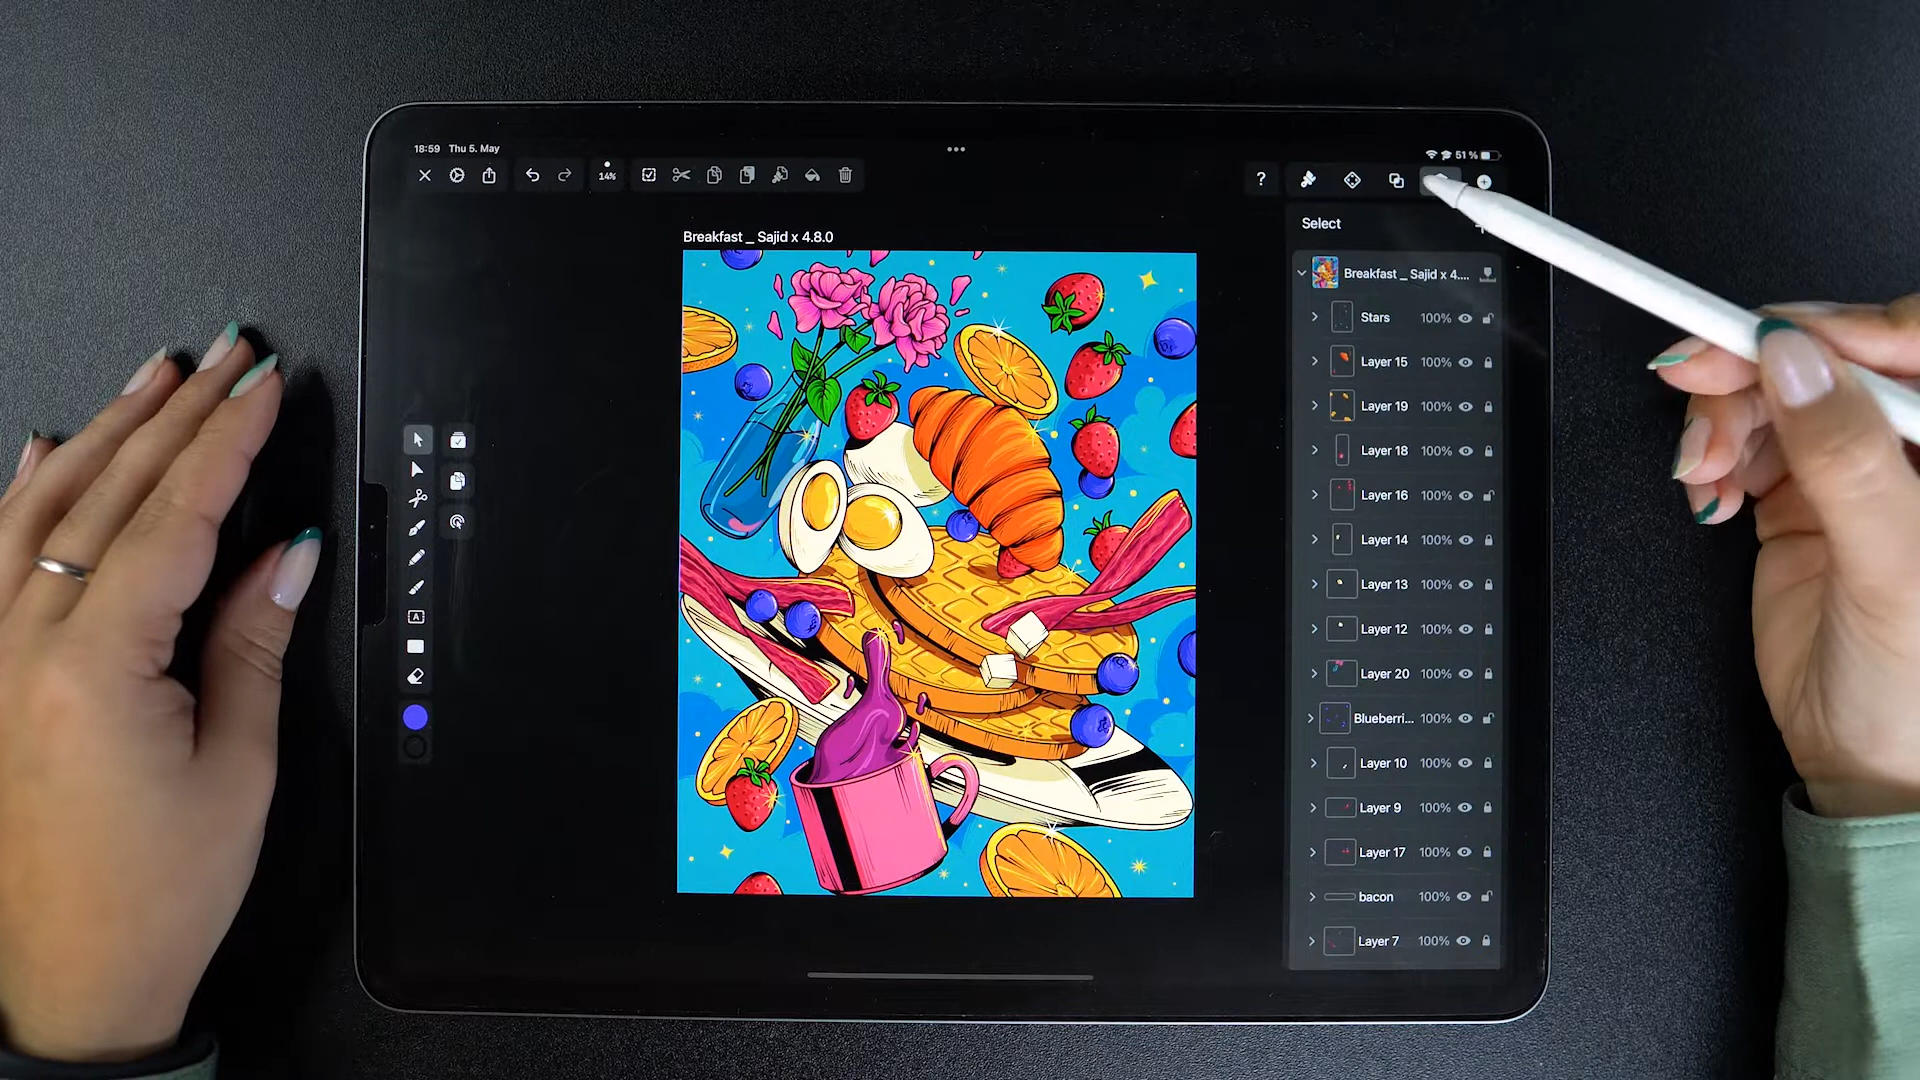 18:59 Thu 5. May
51 %
14%
?
Breakfast _ Sajid x 4.8.0
Select
Breakfast _ Sajid x 4....
Stars 100%
Layer 15 100%
Layer 19 100%
Layer 18 100%
Layer 16 100%
Layer 14 100%
Layer 13 100%
Layer 12 100%
Layer 20 100%
Blueberri... 100%
Layer 10 100%
Layer 9 100%
Layer 17 100%
bacon 100%
Layer 7 100%
A